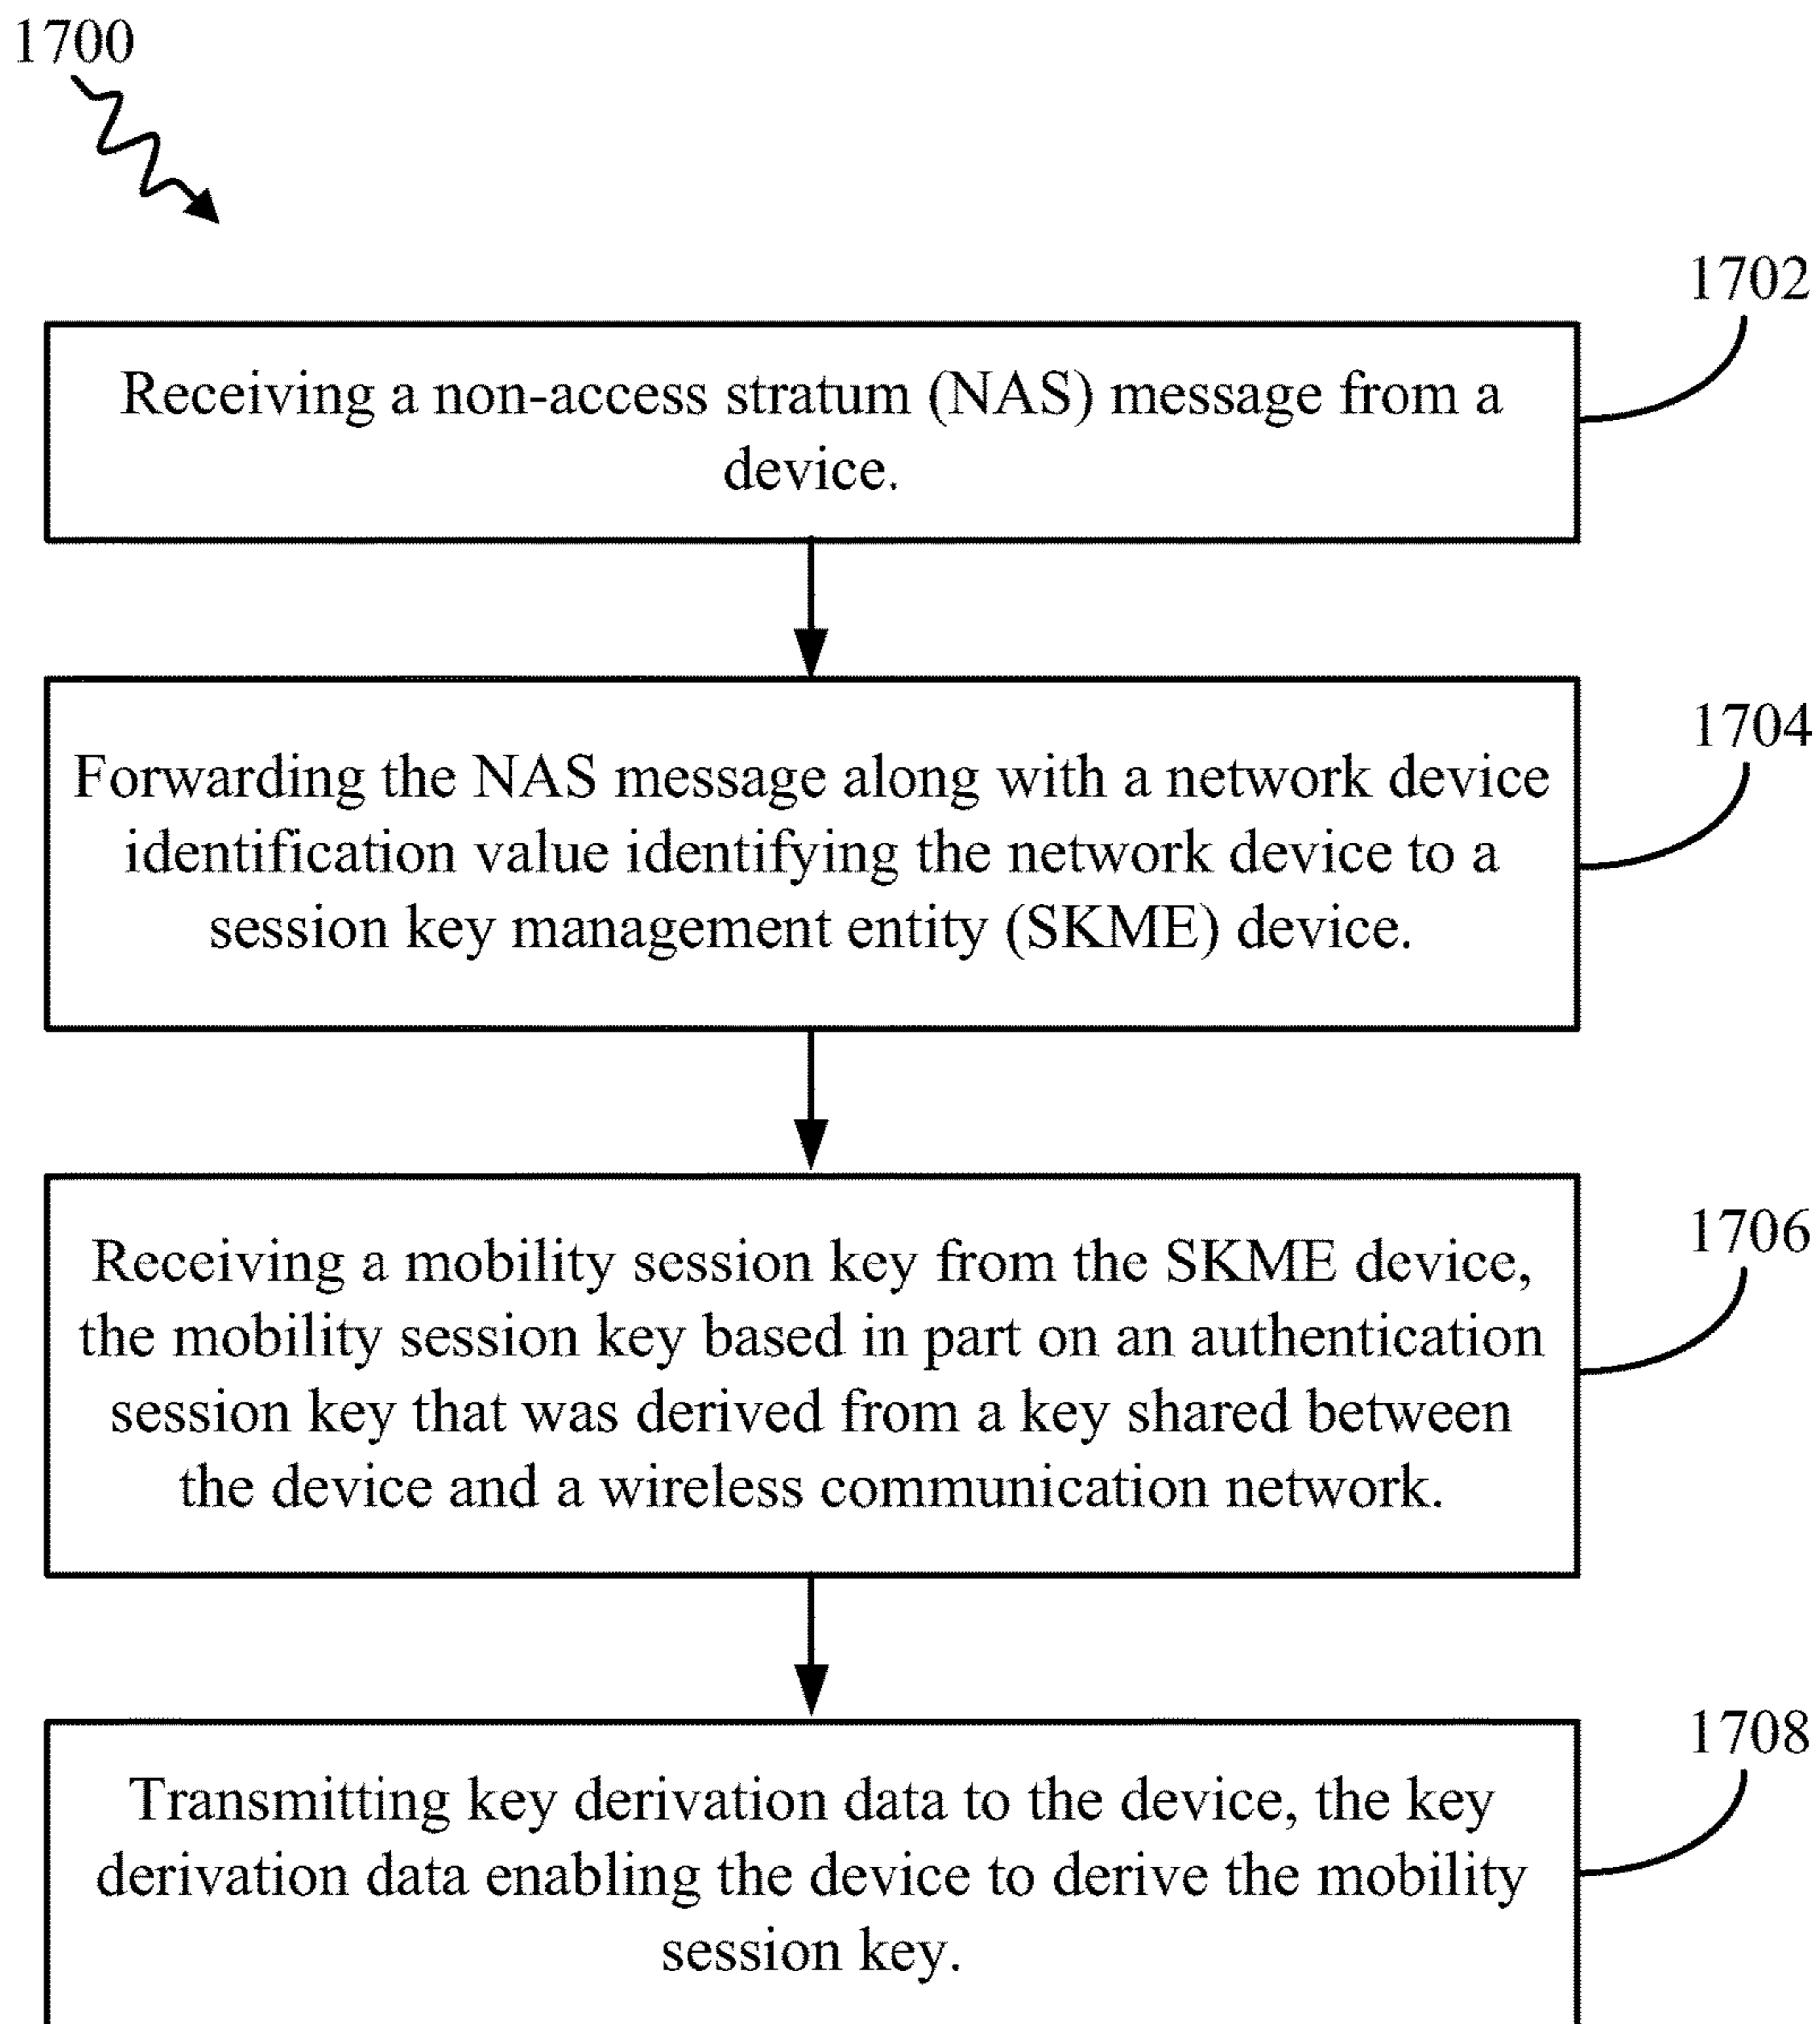 1700
1702
Receiving a non-access stratum (NAS) message from a
device.
1704
Forwarding the NAS message along with a network device
identification value identifying the network device to a
session key management entity (SKME) device.
1706
Receiving a mobility session key from the SKME device,
the mobility session key based in part on an authentication
session key that was derived from a key shared between
the device and a wireless communication network.
1708
Transmitting key derivation data to the device, the key
derivation data enabling the device to derive the mobility
session key.